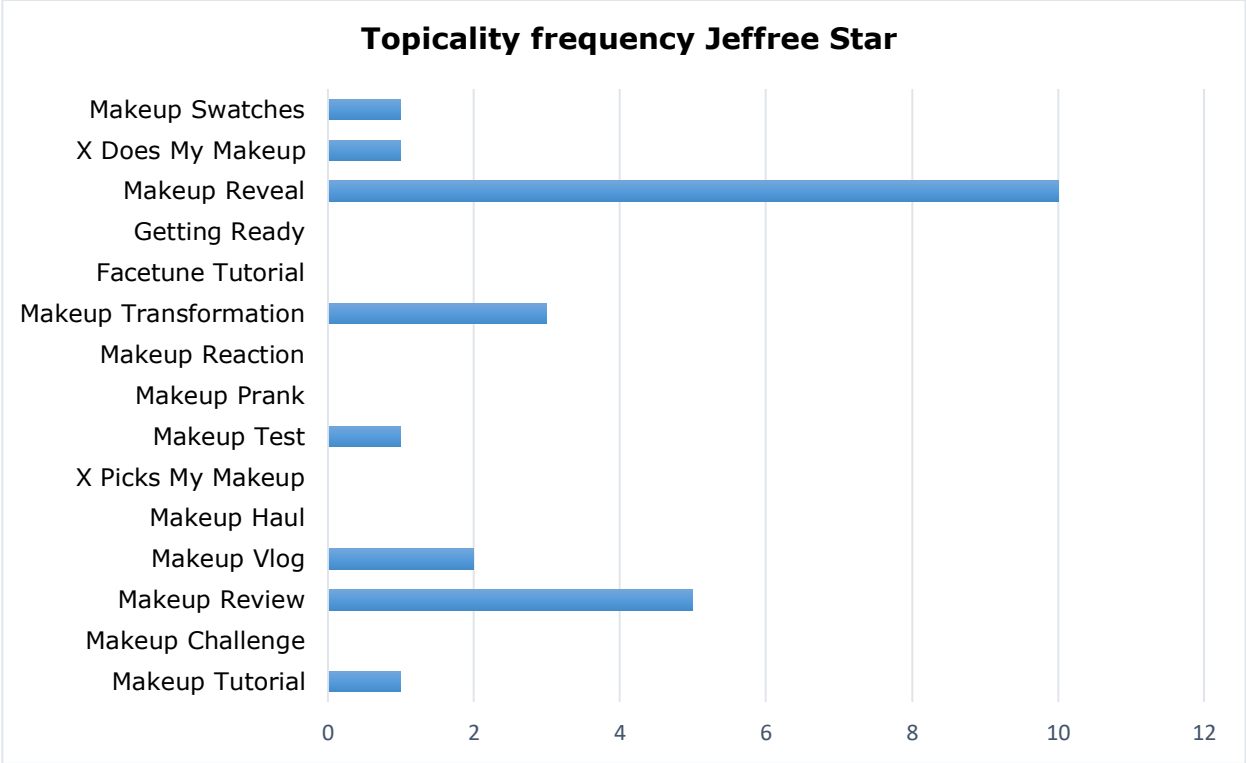 Topicality frequency Jeffree Star
Makeup Swatches
X Does My Makeup
Makeup Reveal
Getting Ready
Facetune Tutorial
Makeup Transformation
Makeup Reaction
Makeup Prank
Makeup Test
X Picks My Makeup
Makeup Haul
Makeup Vlog
Makeup Review
Makeup Challenge
Makeup Tutorial
0 2 4 6 8 10 12